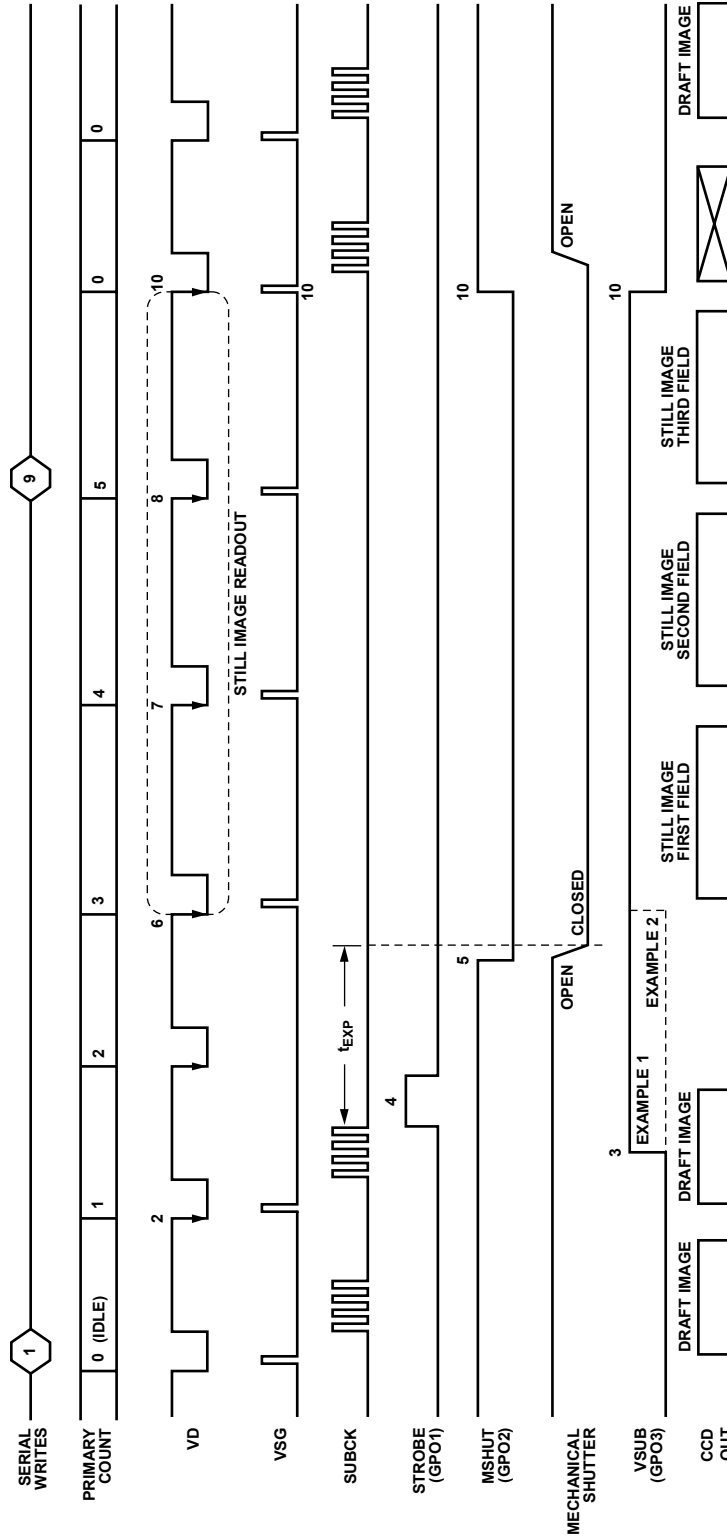 SERIAL
WRITES
1
9
PRIMARY
COUNT
0 (IDLE)
1
2
3
4
5
0
0
VD
2
6
7
8
10
STILL IMAGE READOUT
VSG
10
SUBCK
tEXP
STROBE
(GPO1)
4
MSHUT
(GPO2)
5
10
MECHANICAL
SHUTTER
OPEN
CLOSED
OPEN
VSUB
(GPO3)
3
EXAMPLE 1
EXAMPLE 2
10
CCD
OUT
DRAFT IMAGE
DRAFT IMAGE
STILL IMAGE
FIRST FIELD
STILL IMAGE
SECOND FIELD
STILL IMAGE
THIRD FIELD
DRAFT IMAGE